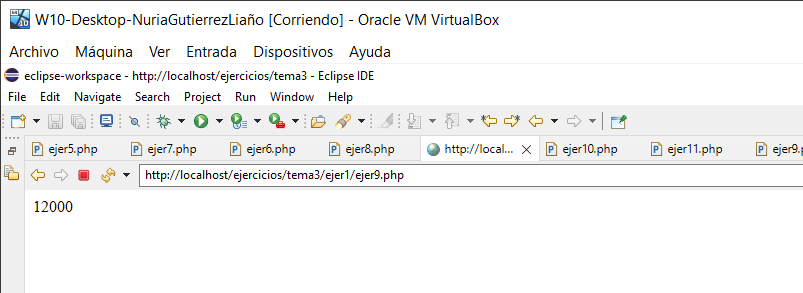 W10-Desktop-NuriaGutierrezLiaño [Corriendo] - Oracle VM VirtualBox
Archivo Máquina Ver Entrada Dispositivos Ayuda
eclipse-workspace - http://localhost/ejercicios/tema3 - Eclipse IDE
File Edit Navigate Search Project Run Window Help
ejer5.php ejer7.php ejer6.php ejer8.php http://local... ejer10.php ejer11.php ejer9.p
http://localhost/ejercicios/tema3/ejer1/ejer9.php
12000